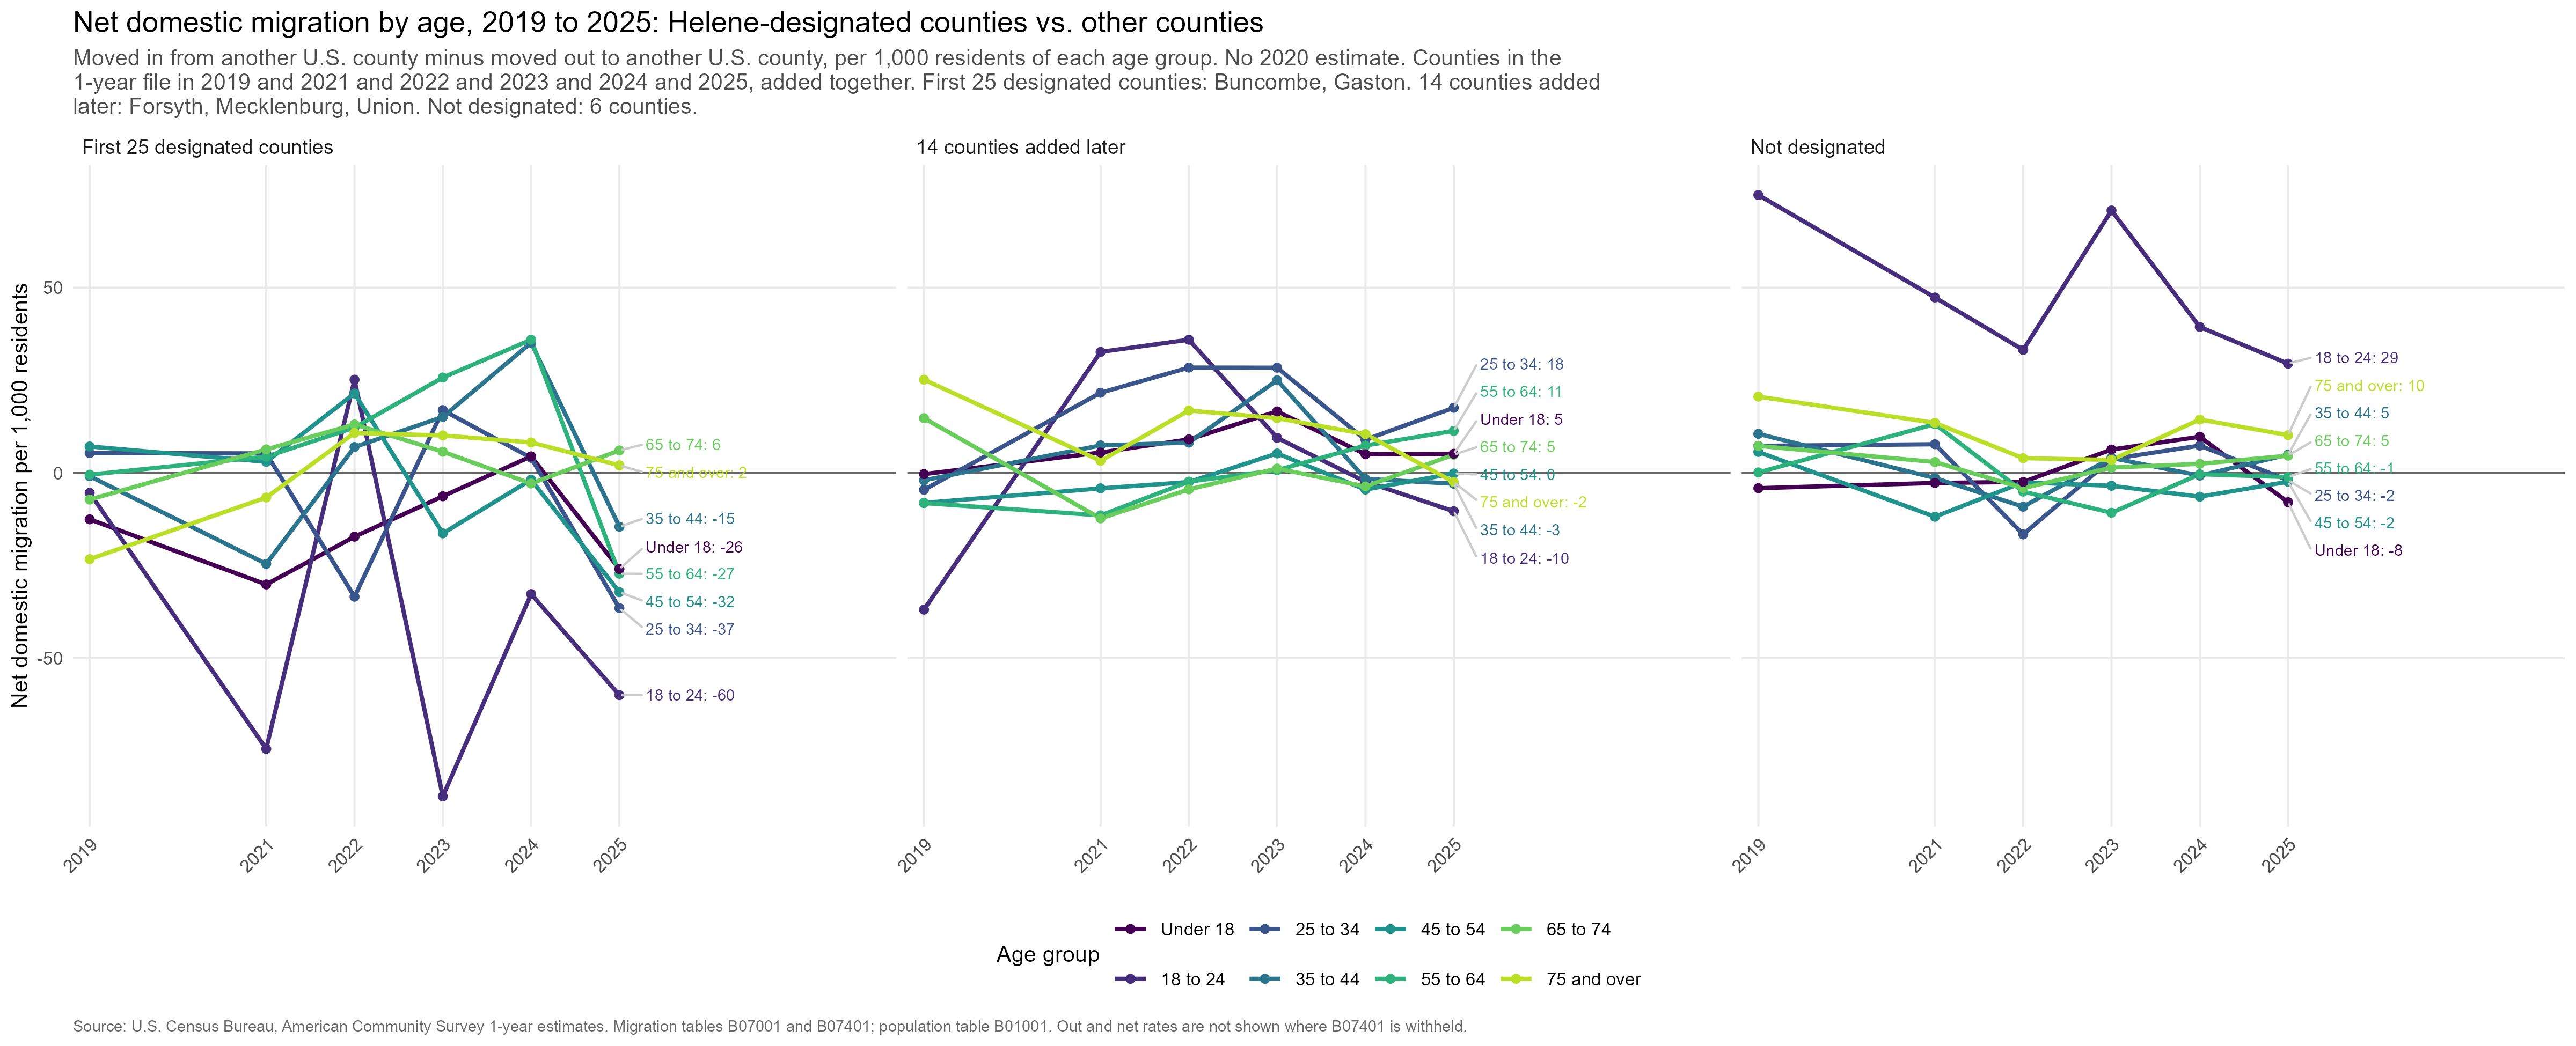 Net domestic migration by age, 2019 to 2025: Helene-designated counties vs. other counties
Moved in from another U.S. county minus moved out to another U.S. county, per 1,000 residents of each age group. No 2020 estimate. Counties in the
1-year file in 2019 and 2021 and 2022 and 2023 and 2024 and 2025, added together. First 25 designated counties: Buncombe, Gaston. 14 counties added
later: Forsyth, Mecklenburg, Union. Not designated: 6 counties.
Net domestic migration per 1,000 residents
50
0
-50
First 25 designated counties
65 to 74: 6
75 and over: 2
35 to 44: -15
Under 18: -26
55 to 64: -27
45 to 54: -32
25 to 34: -37
18 to 24: -60
2019 2021 2022 2023 2024 2025
14 counties added later
25 to 34: 18
55 to 64: 11
Under 18: 5
65 to 74: 5
45 to 54: 0
75 and over: -2
35 to 44: -3
18 to 24: -10
2019 2021 2022 2023 2024 2025
Not designated
18 to 24: 29
75 and over: 10
35 to 44: 5
65 to 74: 5
55 to 64: -1
25 to 34: -2
45 to 54: -2
Under 18: -8
2019 2021 2022 2023 2024 2025
Age group
Under 18 25 to 34 45 to 54 65 to 74
18 to 24 35 to 44 55 to 64 75 and over
Source: U.S. Census Bureau, American Community Survey 1-year estimates. Migration tables B07001 and B07401; population table B01001. Out and net rates are not shown where B07401 is withheld.